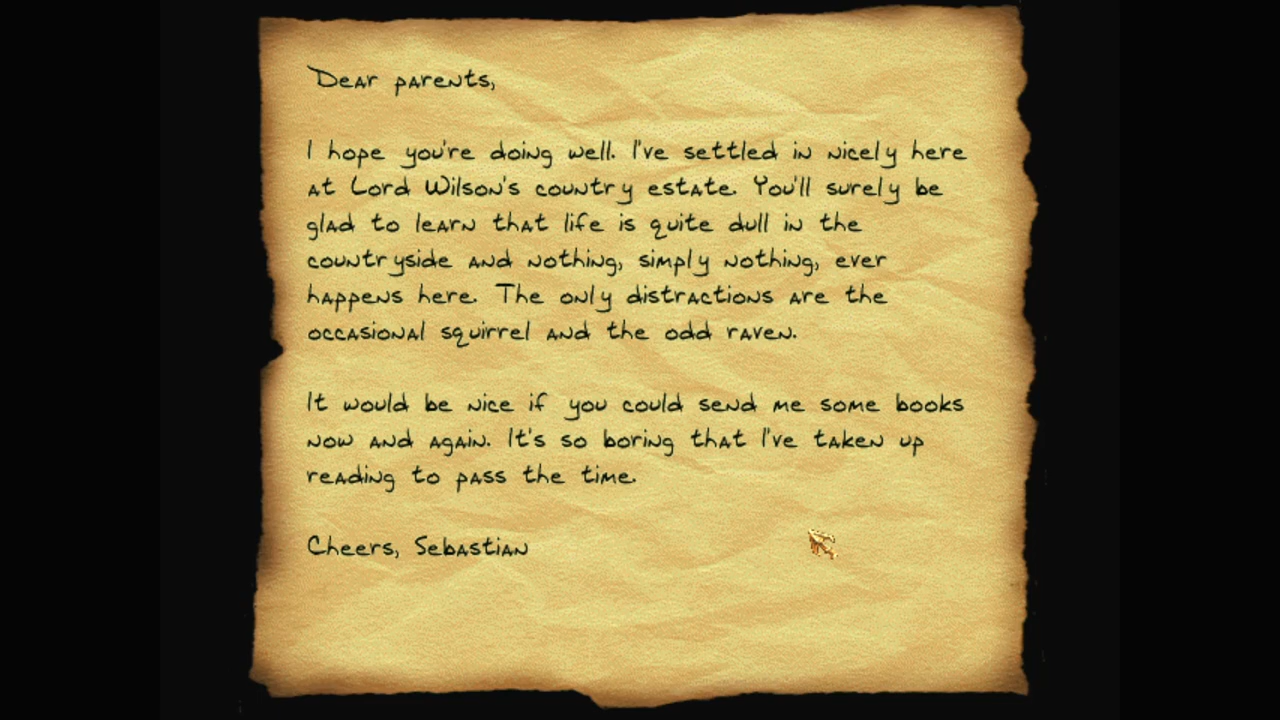 Dear parents,
I hope you're doing well. I've settled in nicely here
at Lord Wilson's country estate. You'll surely be
glad to learn that life is quite dull in the
countryside and nothing, simply nothing, ever
happens here. The only distractions are the
occasional squirrel and the odd raven.
It would be nice if you could send me some books
now and again. It's so boring that I've taken up
reading to pass the time.
Cheers, Sebastian